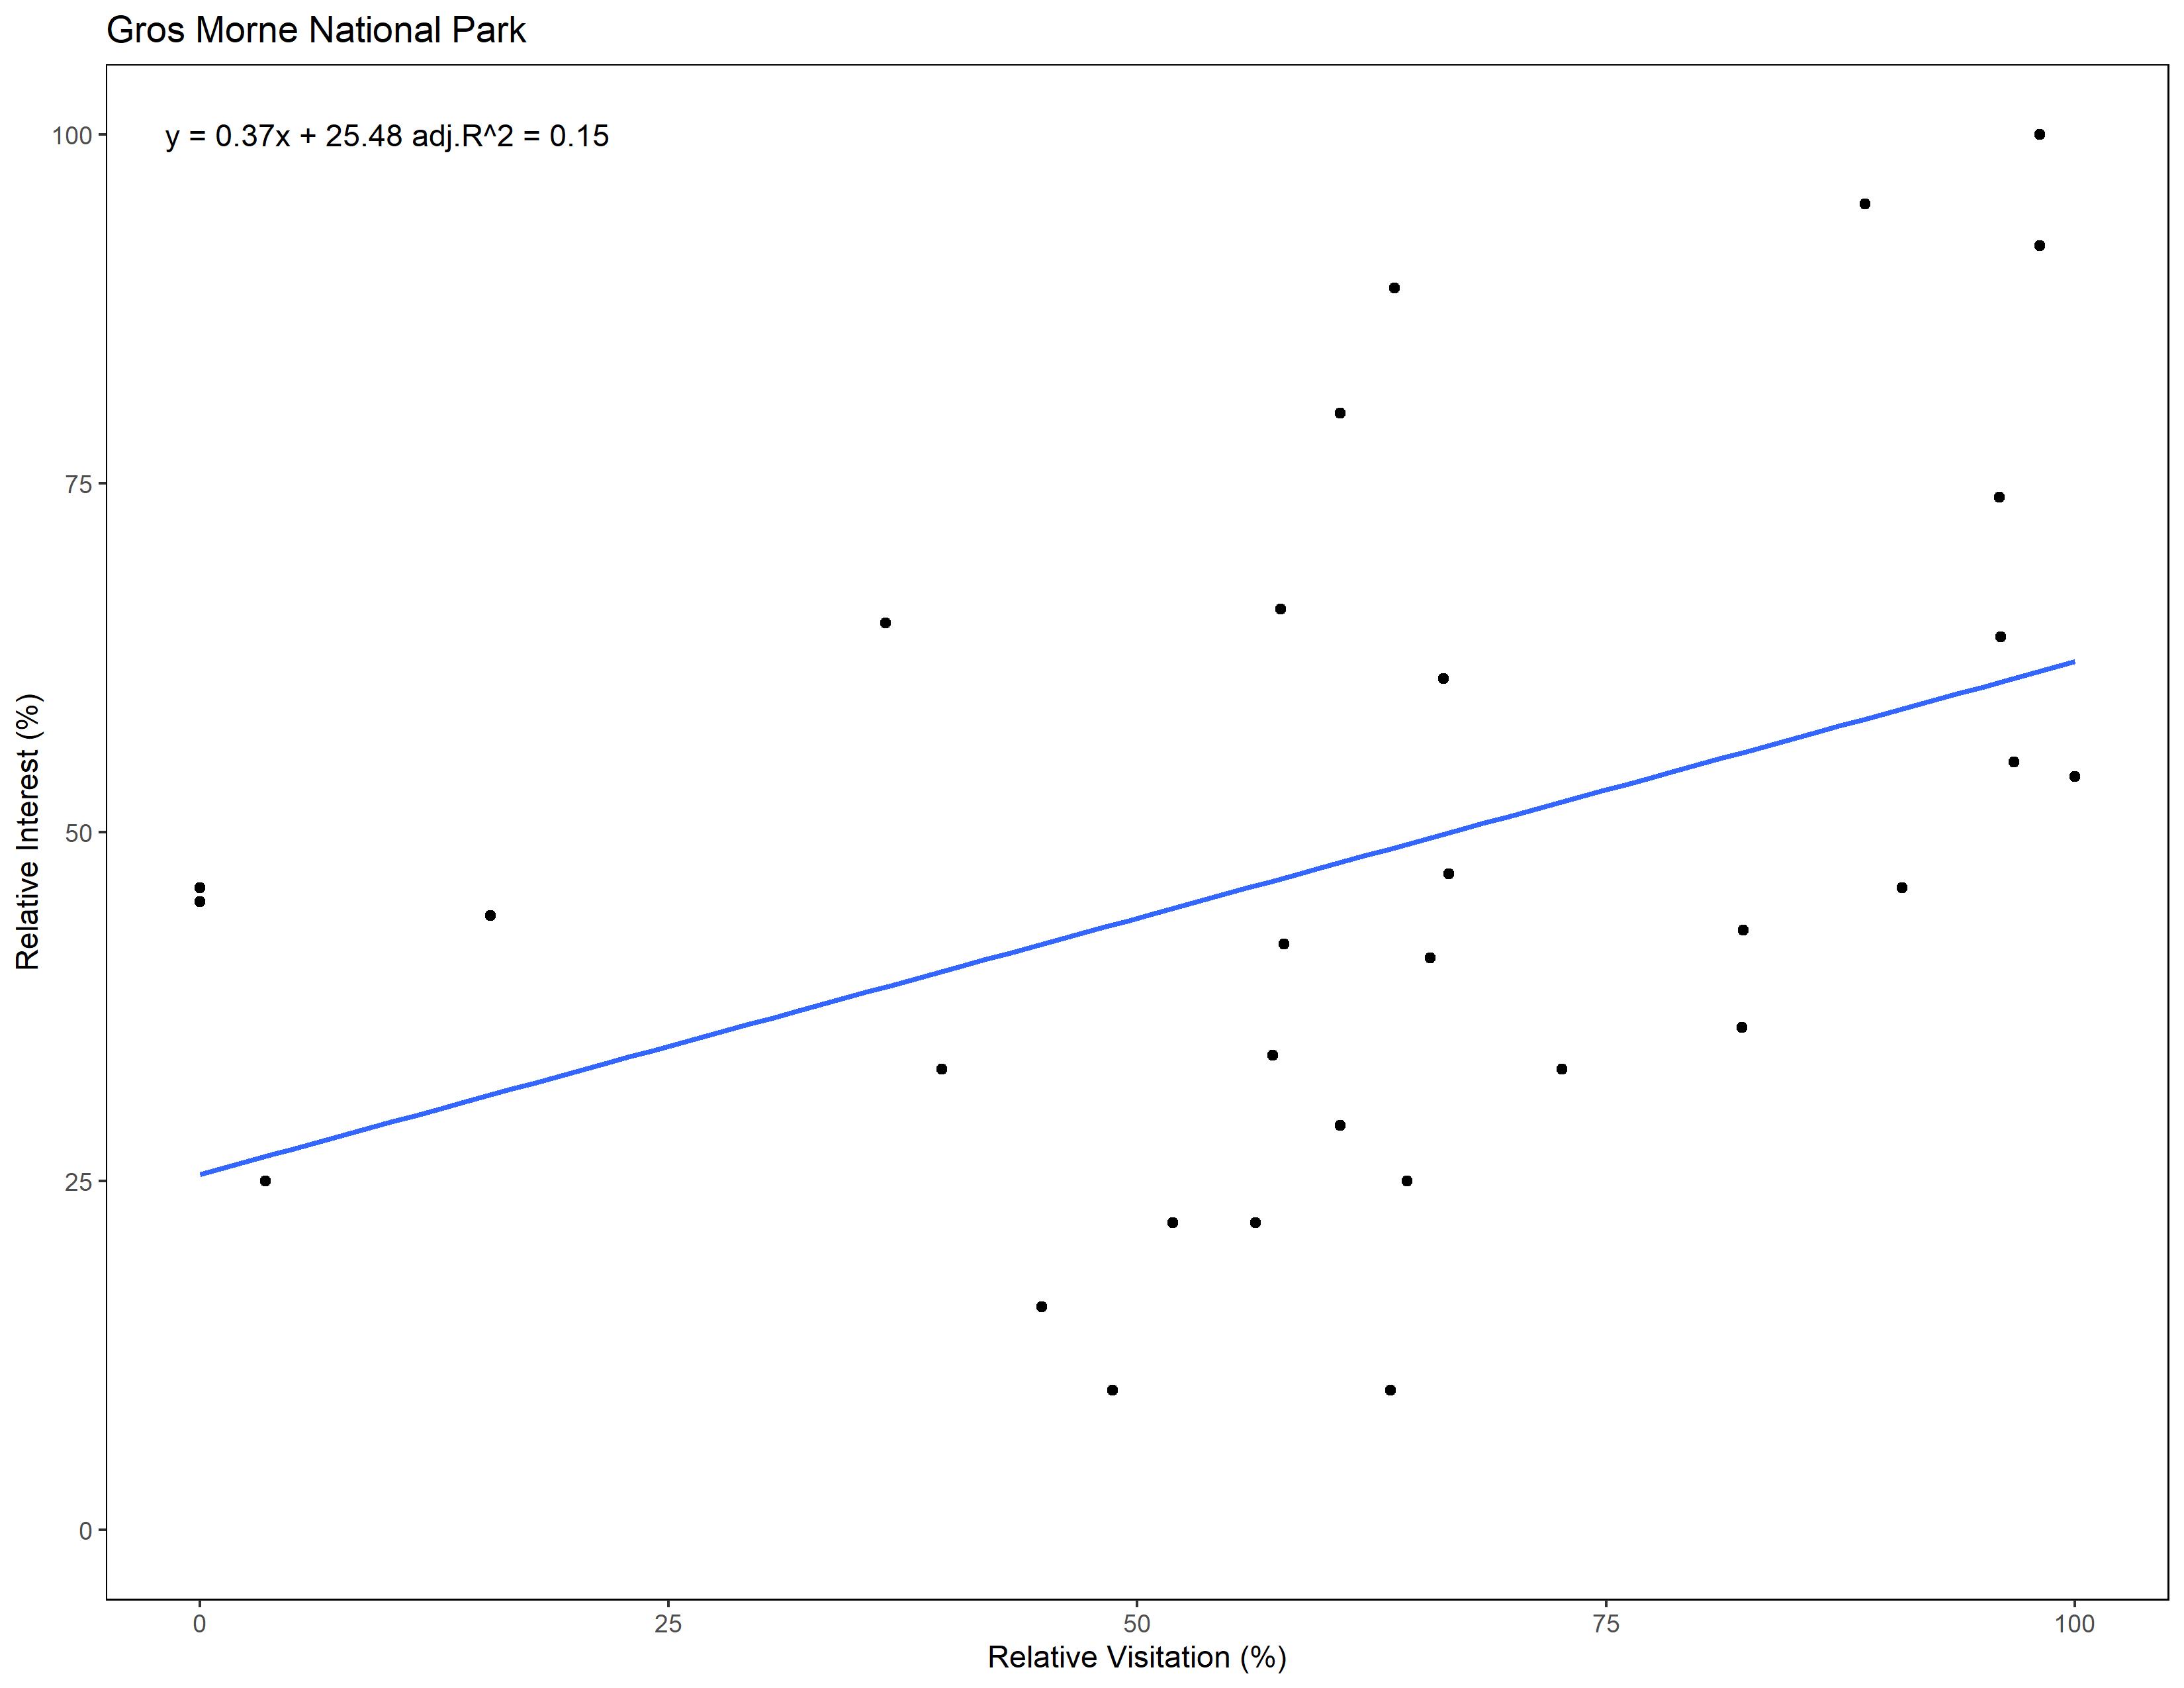 Gros Morne National Park
y = 0.37x + 25.48 adj.R^2 = 0.15
100
75
50
25
0
Relative Interest (%)
0 25 50 75 100
Relative Visitation (%)